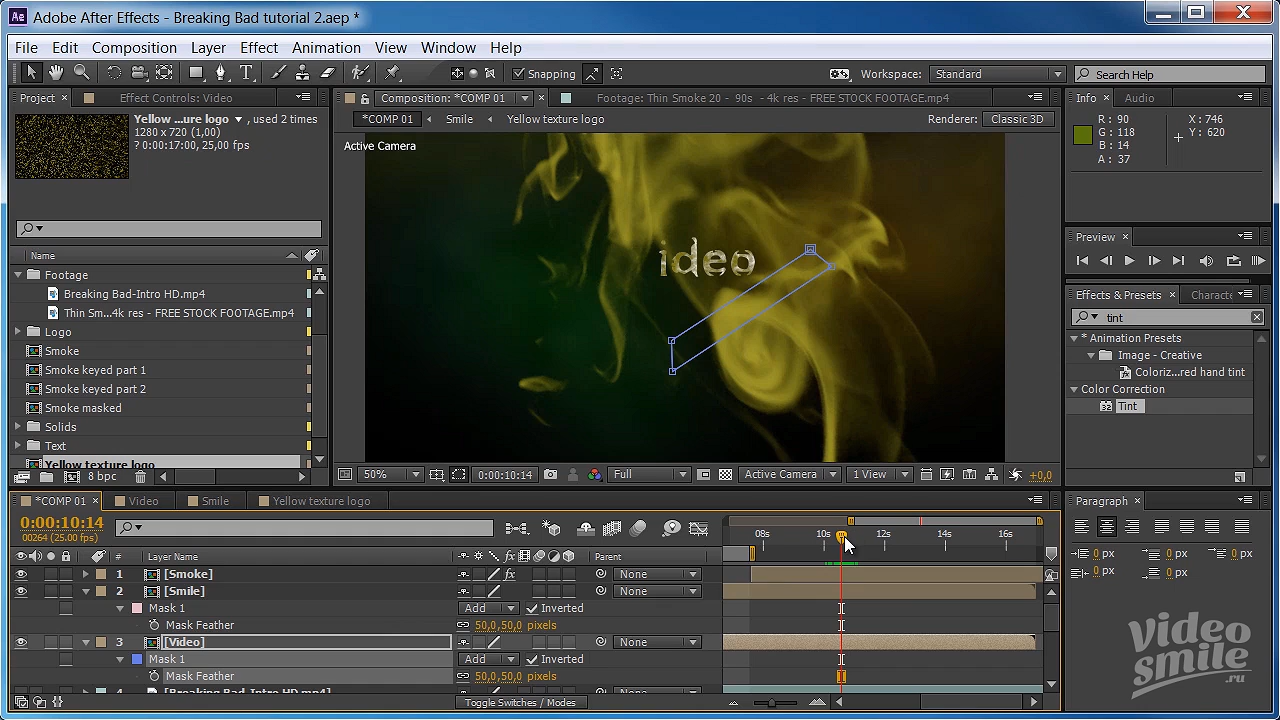 Adobe After Effects - Breaking Bad tutorial 2.aep *
File Edit Composition Layer Effect Animation View Window Help
Snapping Workspace: Standard Search Help
Project × Effect Controls: Video
Yellow ...ure logo ▼ , used 2 times
1280 x 720 (1,00)
? 0:00:17:00, 25,00 fps
Name
Footage
Breaking Bad-Intro HD.mp4
Thin Sm...4k res - FREE STOCK FOOTAGE.mp4
Logo
Smoke
Smoke keyed part 1
Smoke keyed part 2
Smoke masked
Solids
Text
Yellow texture logo
8 bpc
Composition: *COMP 01
Footage: Thin Smoke 20 - 90s - 4k res - FREE STOCK FOOTAGE.mp4
*COMP 01 Smile Yellow texture logo
Renderer: Classic 3D
Active Camera
ideo
50% 0:00:10:14 Full Active Camera 1 View +0,0
Info × Audio
R : 90
G : 118
B : 14
A : 37
X : 746
Y : 620
Preview ×
Effects & Presets × Characte
tint
* Animation Presets
Image - Creative
Coloriz...red hand tint
Color Correction
Tint
Paragraph ×
0 px 0 px 0 px
0 px 0 px
*COMP 01 × Video Smile Yellow texture logo
0:00:10:14
00264 (25.00 fps)
08s 10s 12s 14s 16s
# Layer Name Parent
1 [Smoke] None
2 [Smile] None
Mask 1 Add Inverted
Mask Feather 50,0,50,0 pixels
3 [Video] None
Mask 1 Add Inverted
Mask Feather 50,0,50,0 pixels
4 [Breaking Bad-Intro HD.mp4] None
Toggle Switches / Modes
Video
smile
.ru